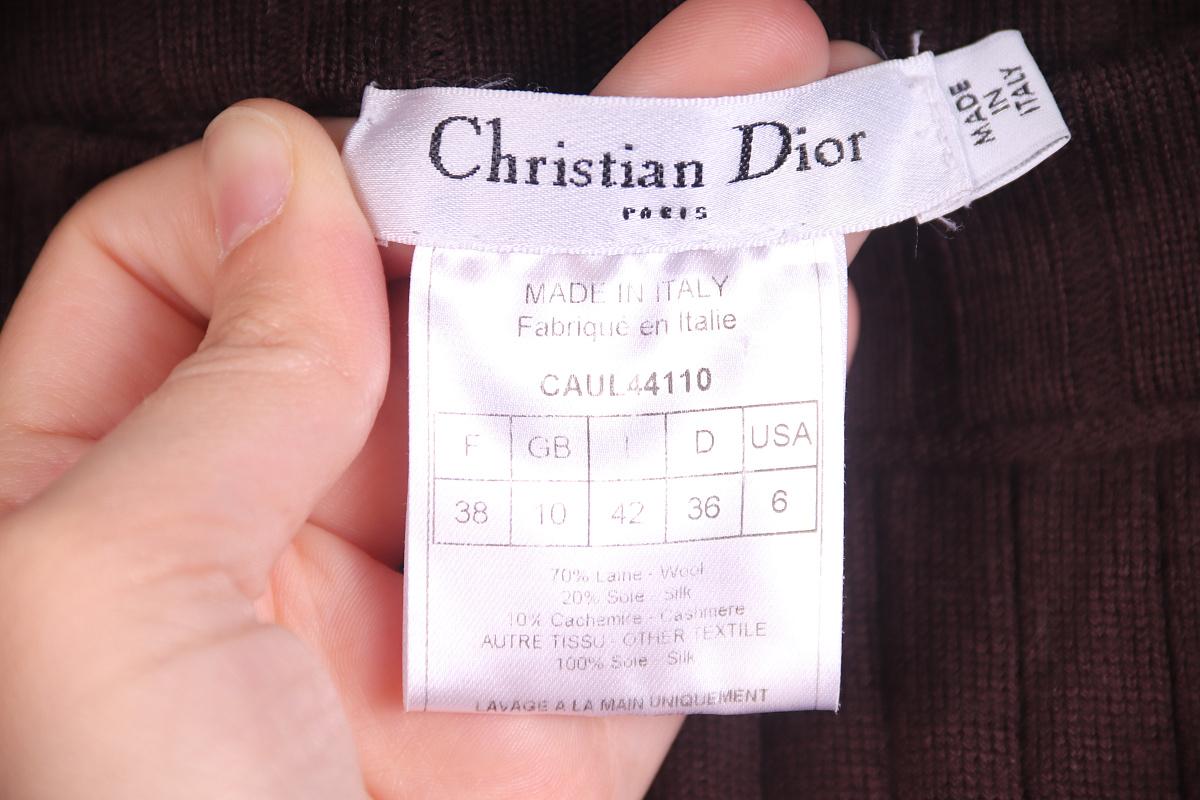 Christian Dior
PARIS
MADE
IN
ITALY
MADE IN ITALY
Fabriqué en Italie
CAUL44110
F GB I D USA
38 10 42 36 6
70% Laine - Wool
20% Soie - Silk
10% Cachemire - Cashmere
AUTRE TISSU - OTHER TEXTILE
100% Soie - Silk
LAVAGE A LA MAIN UNIQUEMENT